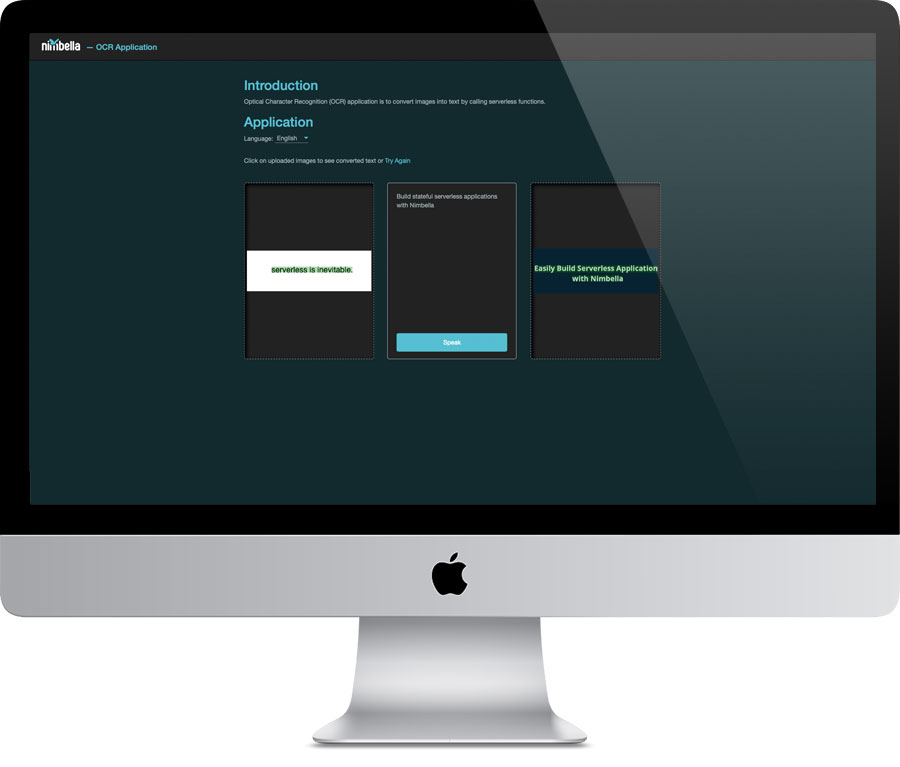 nimbella — OCR Application
Introduction
Optical Character Recognition (OCR) application is to convert images into text by calling serverless functions.
Application
Language: English
Click on uploaded images to see converted text or Try Again
serverless is inevitable.
Build stateful serverless applications
with Nimbella
Speak
Easily Build Serverless Application
with Nimbella